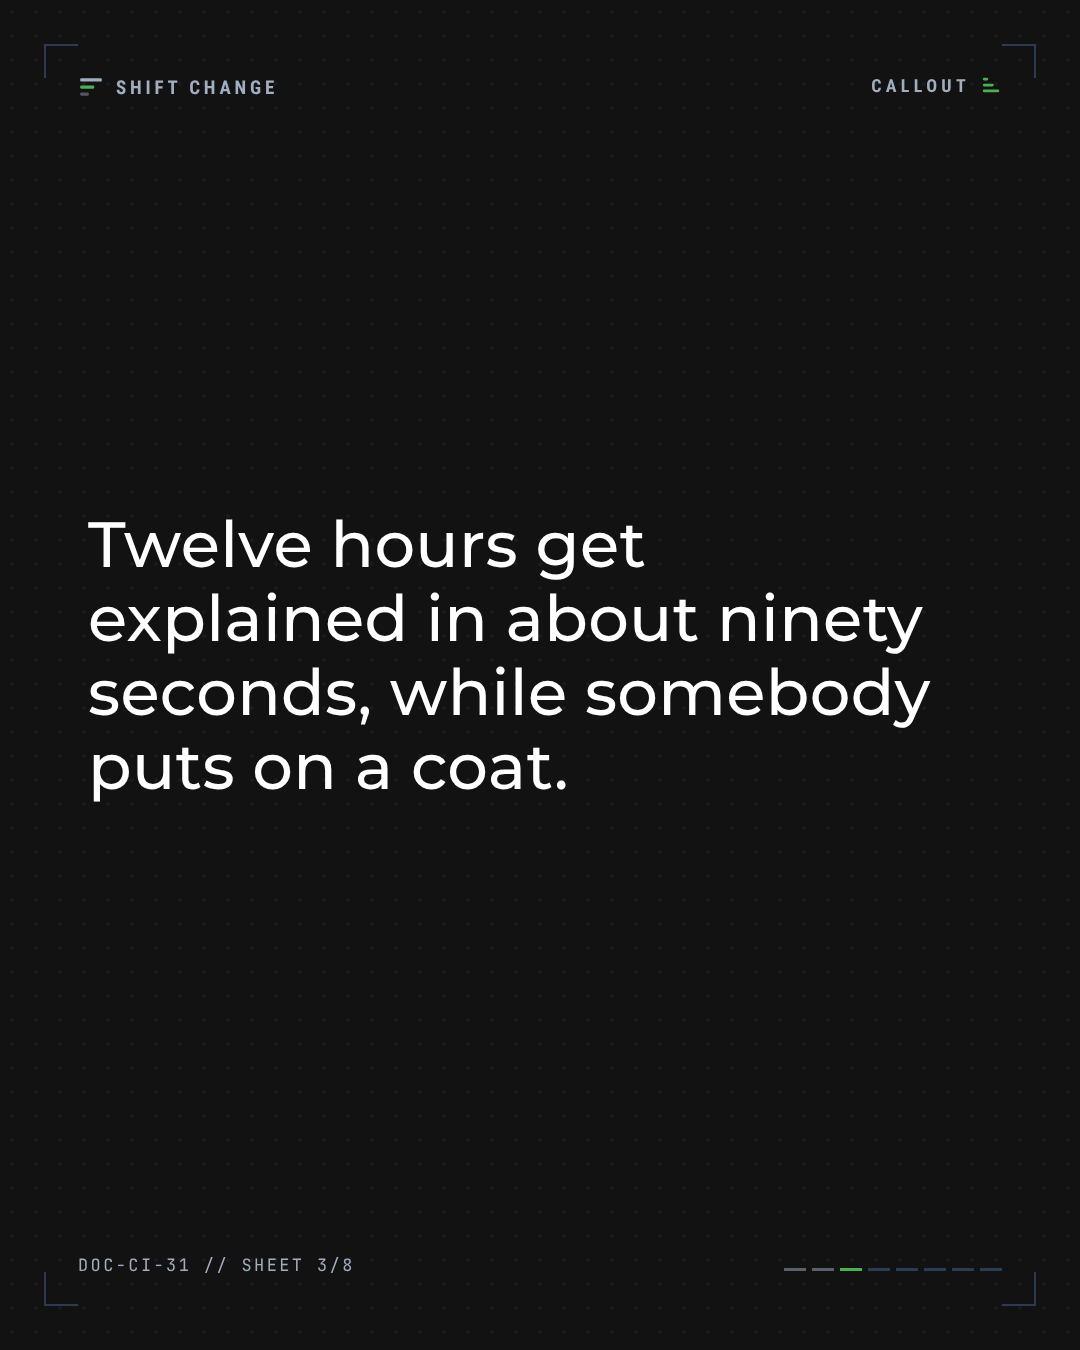 SHIFT CHANGE
CALLOUT
Twelve hours get
explained in about ninety
seconds, while somebody
puts on a coat.
DOC-CI-31 // SHEET 3/8